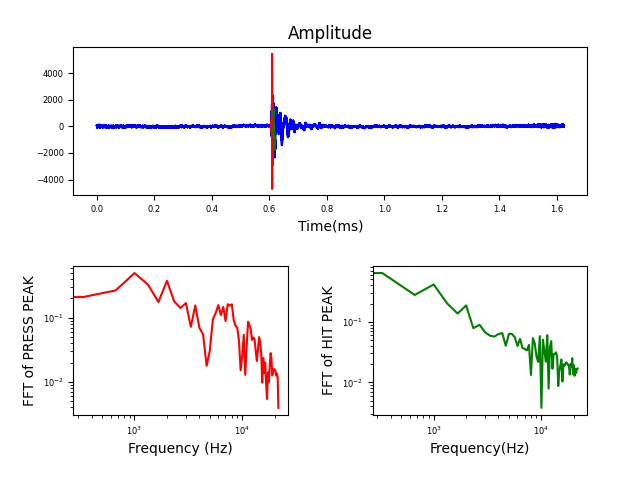 Amplitude
4000
2000
0
−2000
−4000
0.0 0.2 0.4 0.6 0.8 1.0 1.2 1.4 1.6
Time(ms)
FFT of PRESS PEAK
10⁻¹
10⁻²
10³ 10⁴
Frequency (Hz)
FFT of HIT PEAK
10⁻¹
10⁻²
10³ 10⁴
Frequency(Hz)